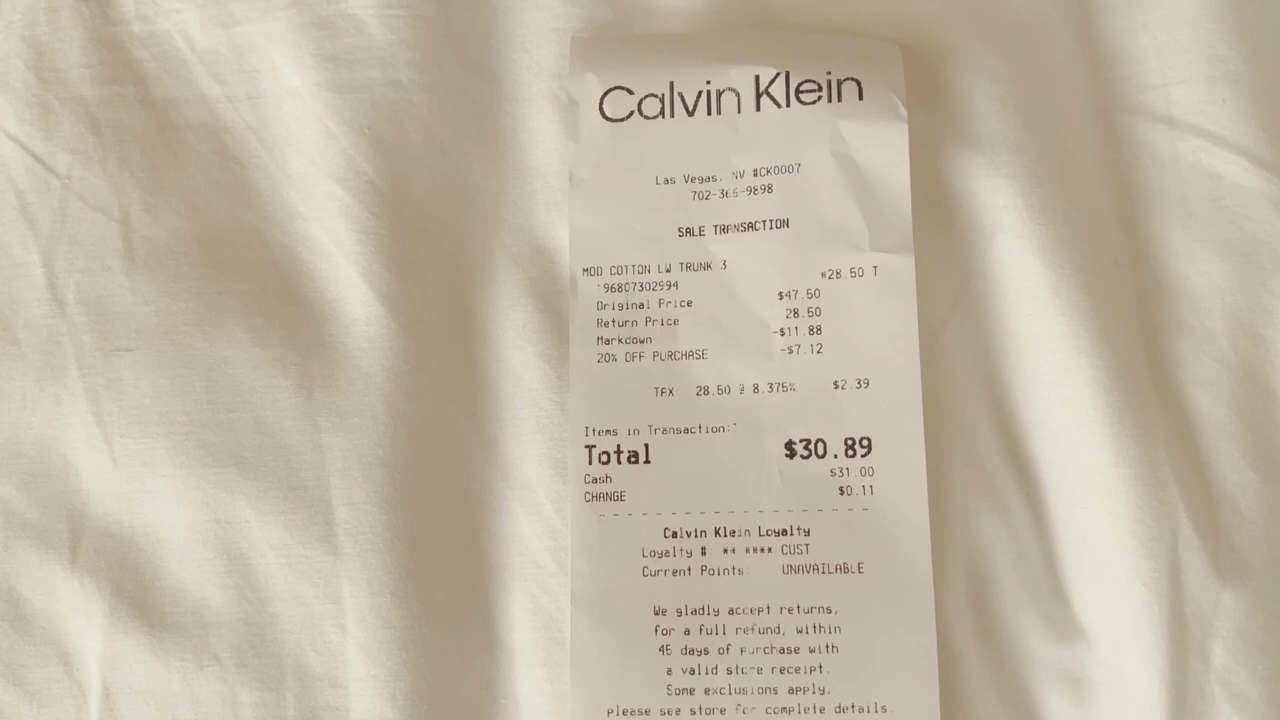 Calvin Klein
Las Vegas, NV #CK0007
702-366-9898
SALE TRANSACTION
MOD COTTON LW TRUNK 3 *28.50 T
96807302994
Original Price $47.50
Return Price 28.50
Markdown -$11.88
20% OFF PURCHASE -$7.12
TAX: 28.50 @ 8.375% $2.39
Items in Transaction:
Total $30.89
Cash $31.00
CHANGE $0.11
Calvin Klein Loyalty
Loyalty #: ** **** CUST
Current Points: UNAVAILABLE
We gladly accept returns,
for a full refund, within
45 days of purchase with
a valid store receipt.
Some exclusions apply,
please see store for complete details.